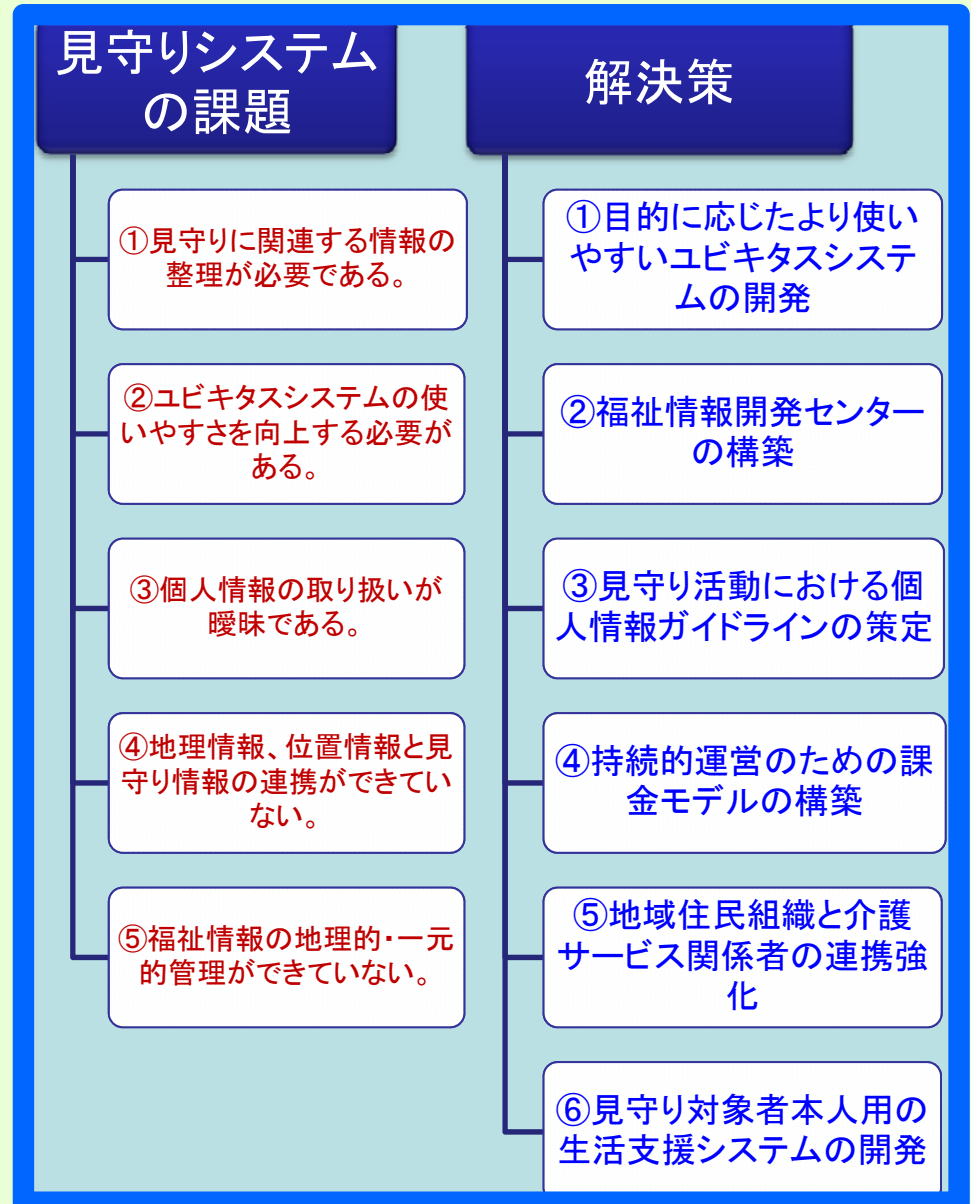 見守りシステム
の課題
①見守りに関連する情報の
整理が必要である。
②ユビキタスシステムの使
いやすさを向上する必要が
ある。
③個人情報の取り扱いが
曖昧である。
④地理情報、位置情報と見
守り情報の連携ができてい
ない。
⑤福祉情報の地理的・一元
的管理ができていない。
解決策
①目的に応じたより使い
やすいユビキタスシステ
ムの開発
②福祉情報開発センター
の構築
③見守り活動における個
人情報ガイドラインの策定
④持続的運営のための課
金モデルの構築
⑤地域住民組織と介護
サービス関係者の連携強
化
⑥見守り対象者本人用の
生活支援システムの開発